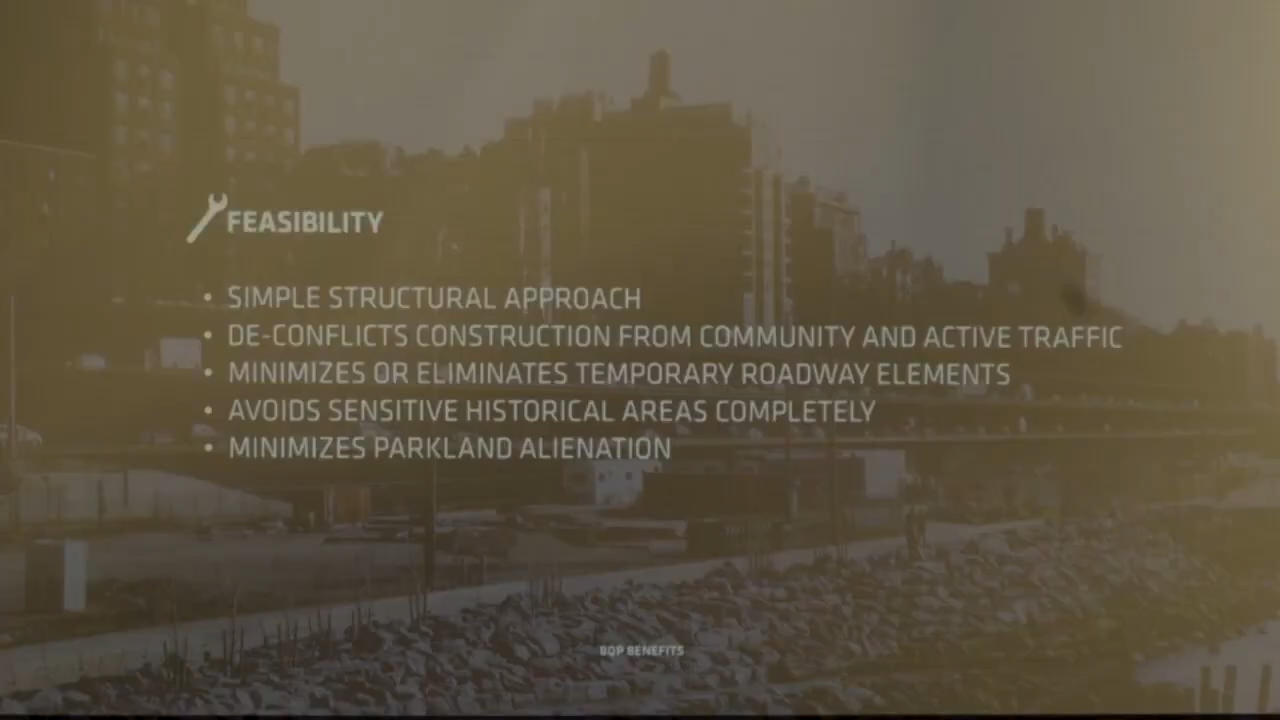 FEASIBILITY
• SIMPLE STRUCTURAL APPROACH
• DE-CONFLICTS CONSTRUCTION FROM COMMUNITY AND ACTIVE TRAFFIC
• MINIMIZES OR ELIMINATES TEMPORARY ROADWAY ELEMENTS
• AVOIDS SENSITIVE HISTORICAL AREAS COMPLETELY
• MINIMIZES PARKLAND ALIENATION
BQP BENEFITS